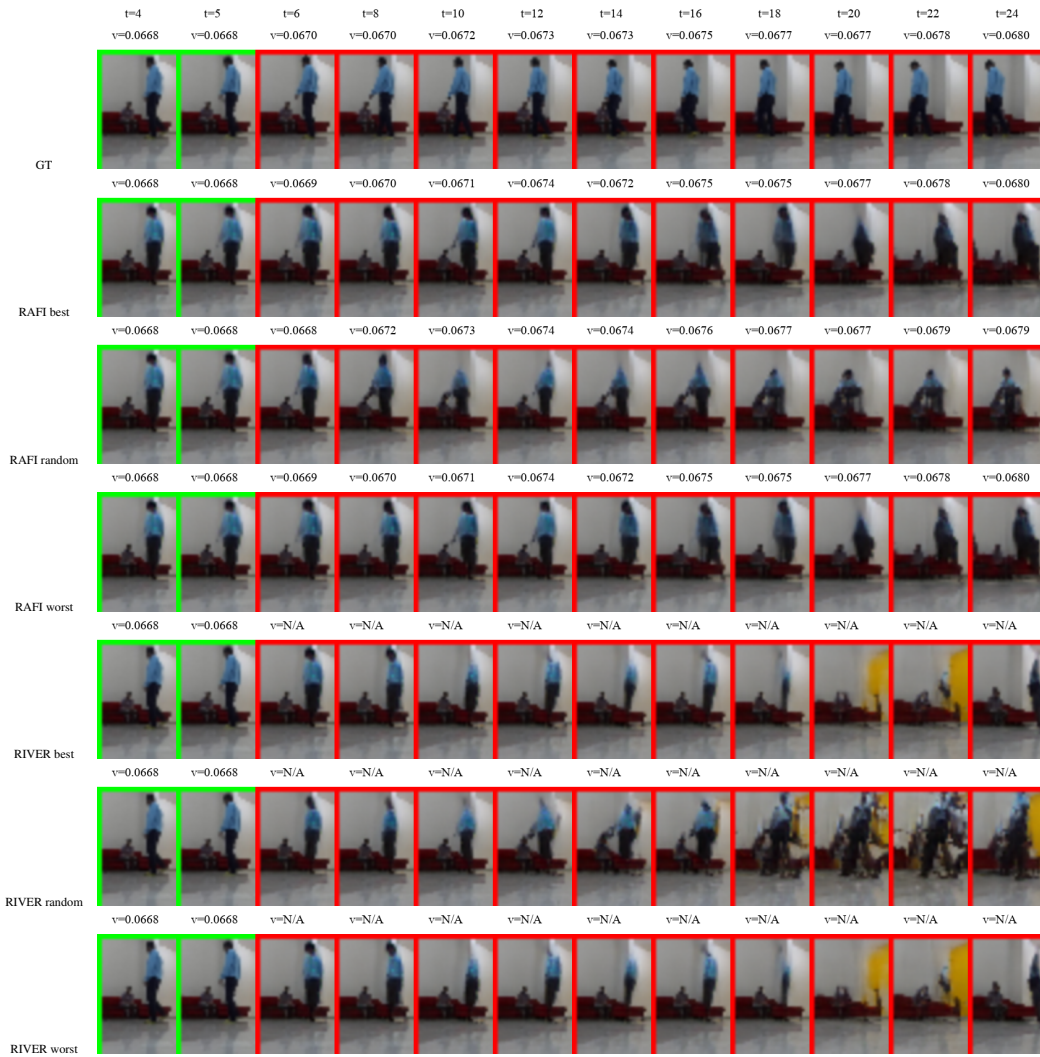 t=4 t=5 t=6 t=8 t=10 t=12 t=14 t=16 t=18 t=20 t=22 t=24
v=0.0668 v=0.0668 v=0.0670 v=0.0670 v=0.0672 v=0.0673 v=0.0673 v=0.0677 v=0.0677 v=0.0677 v=0.0678 v=0.0680
GT
v=0.0668 v=0.0668 v=0.0669 v=0.0670 v=0.0671 v=0.0674 v=0.0672 v=0.0675 v=0.0675 v=0.0677 v=0.0678 v=0.0680
RAFI best
v=0.0668 v=0.0668 v=0.0668 v=0.0672 v=0.0673 v=0.0674 v=0.0674 v=0.0676 v=0.0677 v=0.0677 v=0.0679 v=0.0679
RAFI random
v=0.0668 v=0.0668 v=0.0669 v=0.0670 v=0.0671 v=0.0674 v=0.0672 v=0.0675 v=0.0675 v=0.0677 v=0.0678 v=0.0680
RAFI worst
v=0.0668 v=0.0668 v=N/A v=N/A v=N/A v=N/A v=N/A v=N/A v=N/A v=N/A v=N/A v=N/A
RIVER best
v=0.0668 v=0.0668 v=N/A v=N/A v=N/A v=N/A v=N/A v=N/A v=N/A v=N/A v=N/A v=N/A
RIVER random
v=0.0668 v=0.0668 v=N/A v=N/A v=N/A v=N/A v=N/A v=N/A v=N/A v=N/A v=N/A v=N/A
RIVER worst